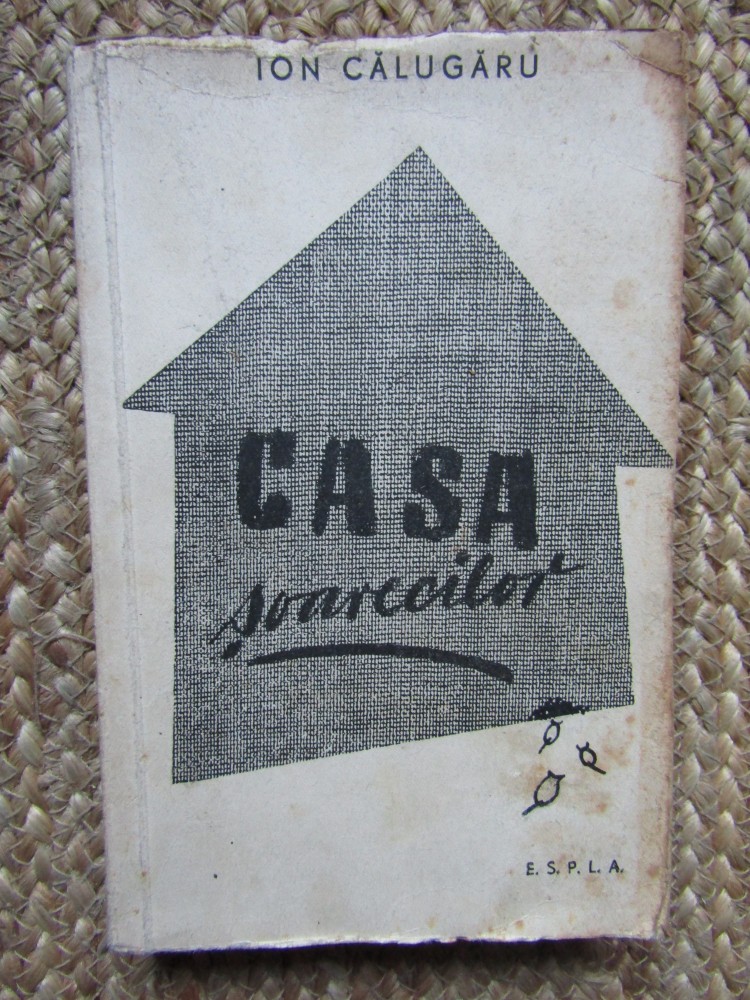 ION CĂLUGĂRU
CASA
şoarecilor
E. S. P. L. A.